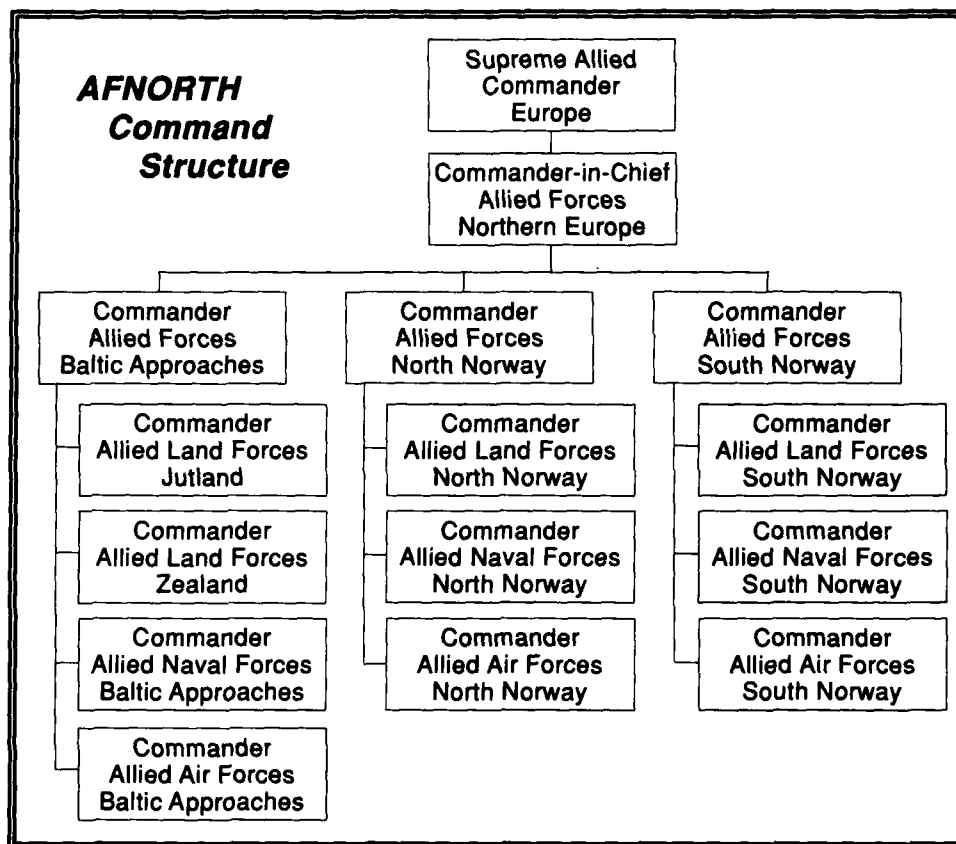 AFNORTH
Command
Structure
Supreme Allied
Commander
Europe
Commander-in-Chief
Allied Forces
Northern Europe
Commander
Allied Forces
Baltic Approaches
Commander
Allied Forces
North Norway
Commander
Allied Forces
South Norway
Commander
Allied Land Forces
Jutland
Commander
Allied Land Forces
North Norway
Commander
Allied Land Forces
South Norway
Commander
Allied Land Forces
Zealand
Commander
Allied Naval Forces
North Norway
Commander
Allied Naval Forces
South Norway
Commander
Allied Naval Forces
Baltic Approaches
Commander
Allied Air Forces
North Norway
Commander
Allied Air Forces
South Norway
Commander
Allied Air Forces
Baltic Approaches